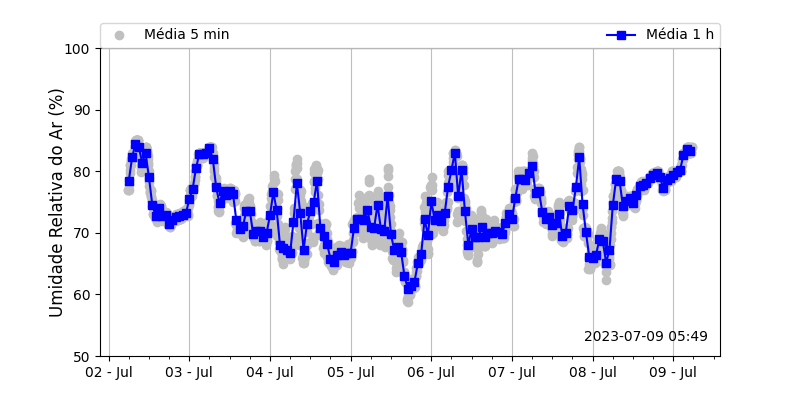 Média 5 min
Média 1 h
Umidade Relativa do Ar (%)
100
90
80
70
60
50
2023-07-09 05:49
02 - Jul
03 - Jul
04 - Jul
05 - Jul
06 - Jul
07 - Jul
08 - Jul
09 - Jul